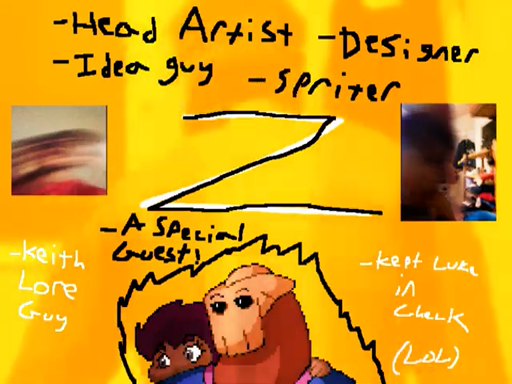 -Head Artist -Designer
-Idea guy -Spriter
Z
-A Special
Guest!
-Keith
Lore
Guy
-Kept Luke
in
Check
(LOL)